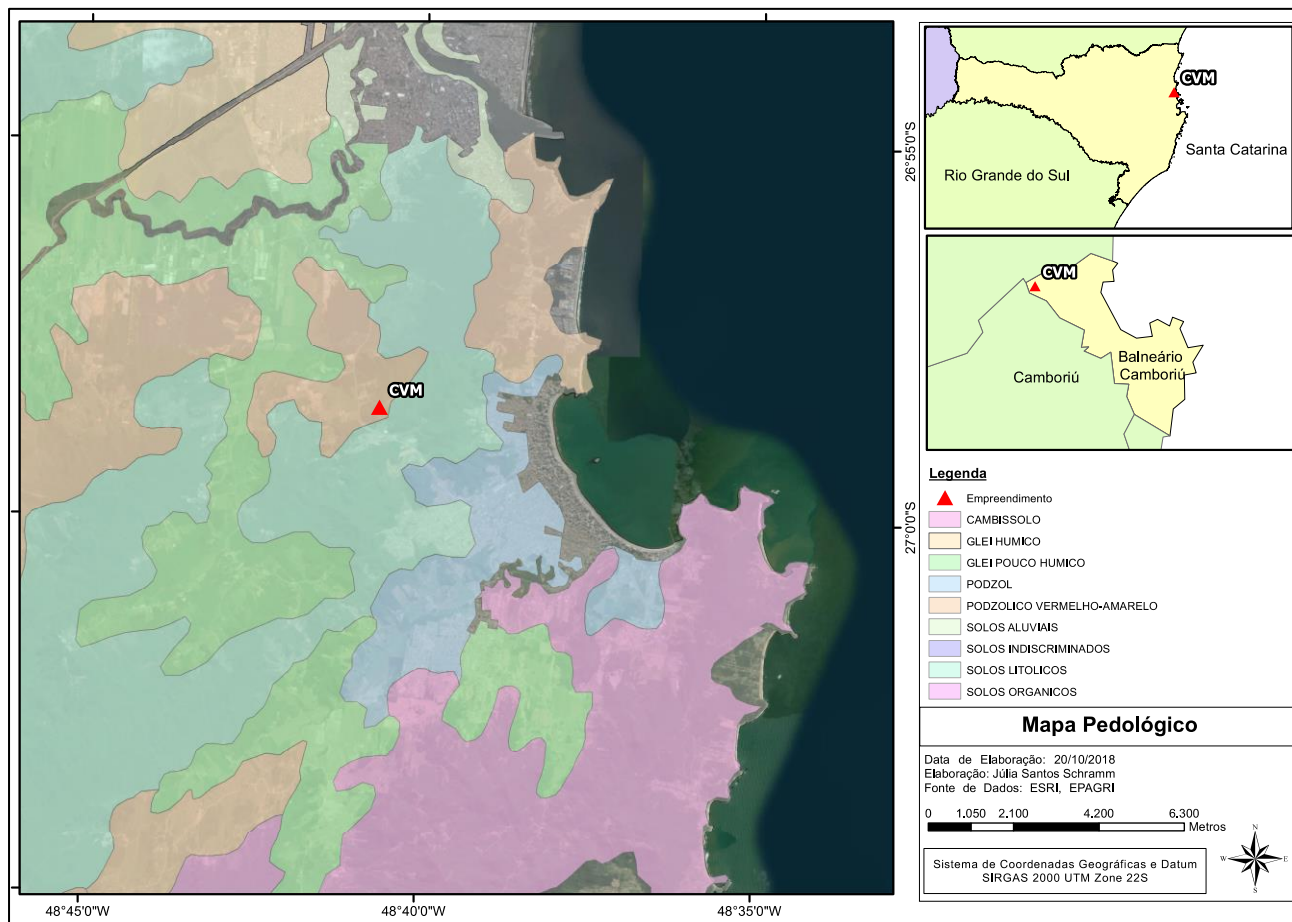 CVM
48°45'0"W
48°40'0"W
48°35'0"W
26°55'0"S
27°0'0"S
CVM
Santa Catarina
Rio Grande do Sul
CVM
Balneário
Camboriú
Camboriú
Legenda
Empreendimento
CAMBISSOLO
GLEI HUMICO
GLEI POUCO HUMICO
PODZOL
PODZOLICO VERMELHO-AMARELO
SOLOS ALUVIAIS
SOLOS INDISCRIMINADOS
SOLOS LITOLICOS
SOLOS ORGANICOS
Mapa Pedológico
Data de Elaboração: 20/10/2018
Elaboração: Júlia Santos Schramm
Fonte de Dados: ESRI, EPAGRI
0 1.050 2.100 4.200 6.300
Metros
N
W E
S
Sistema de Coordenadas Geográficas e Datum
SIRGAS 2000 UTM Zone 22S